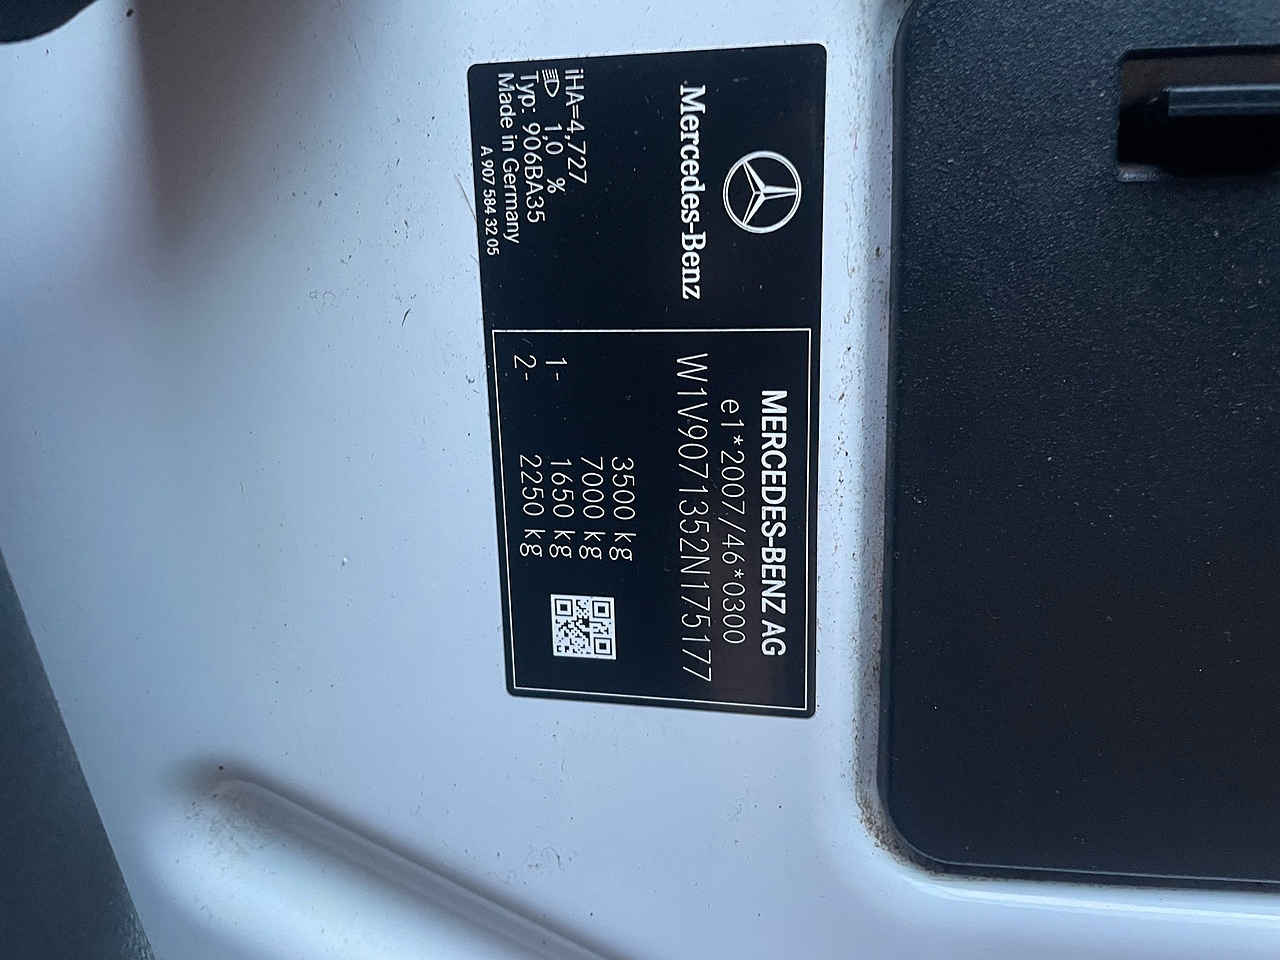 Mercedes-Benz
iHA=4,727
1,0 %
Typ: 906BA35
Made in Germany
A 907 584 32 05
MERCEDES-BENZ AG
e1*2007/46*0300
W1V9071352N175177
3500 kg
7000 kg
1- 1650 kg
2- 2250 kg